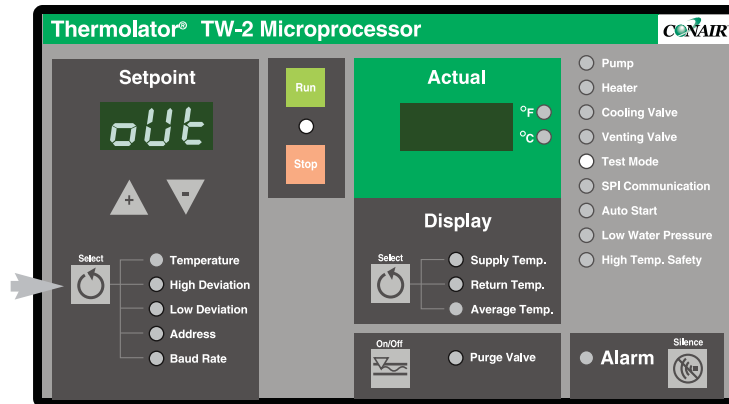 Thermolator® TW-2 Microprocessor
CONAIR
Setpoint
oUt
+
-
Select
Temperature
High Deviation
Low Deviation
Address
Baud Rate
Run
Stop
Actual
°F
°C
Display
Select
Supply Temp.
Return Temp.
Average Temp.
On/Off
Purge Valve
Pump
Heater
Cooling Valve
Venting Valve
Test Mode
SPI Communication
Auto Start
Low Water Pressure
High Temp. Safety
Alarm
Silence